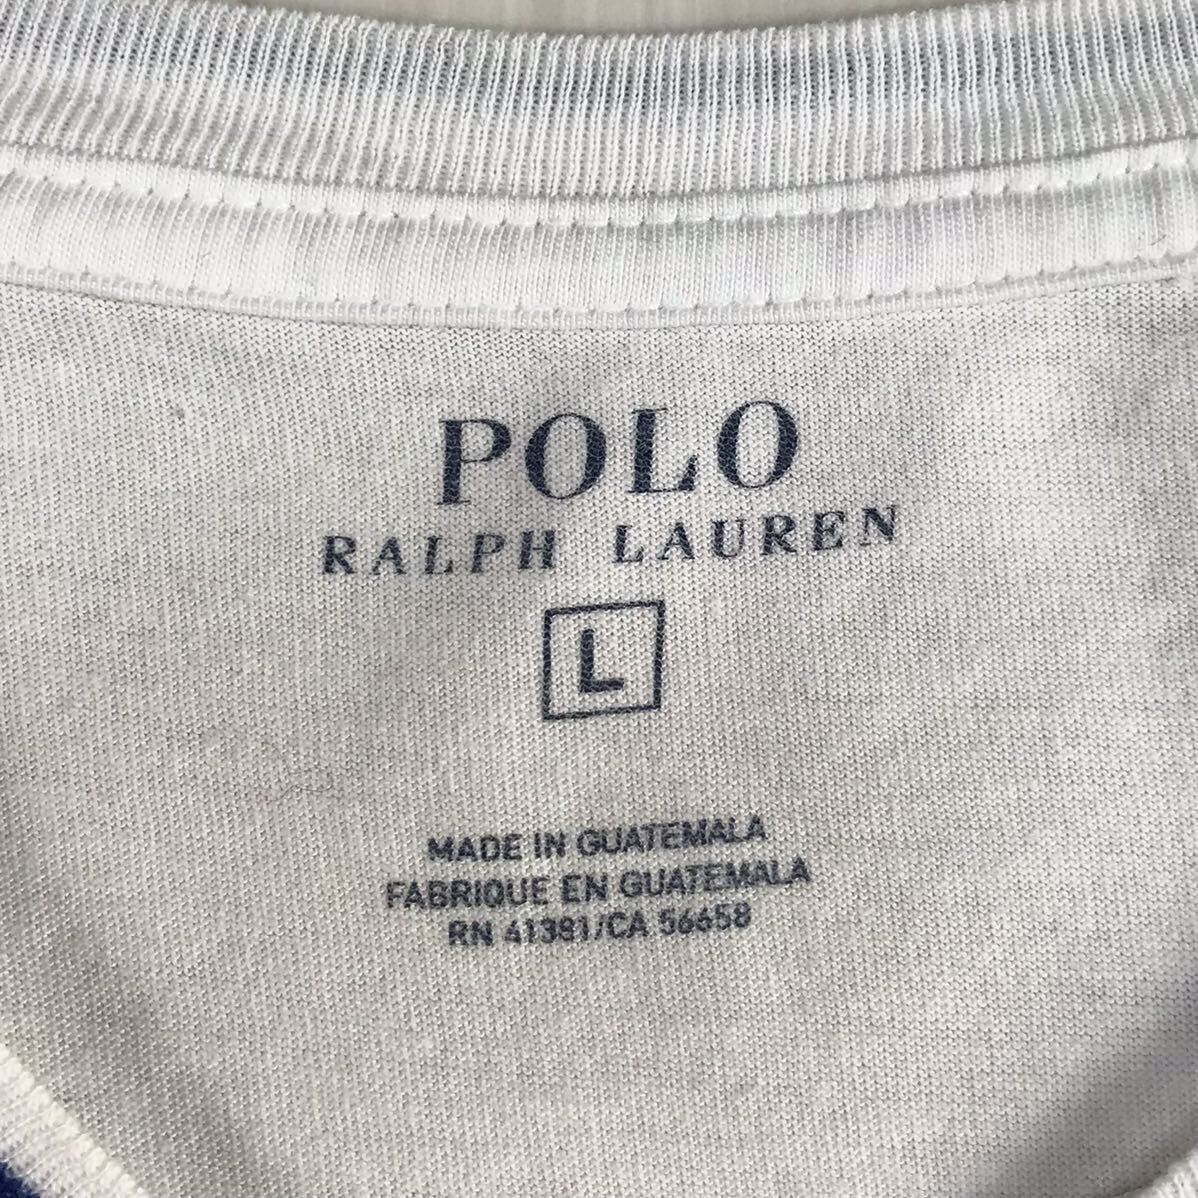 POLO
RALPH LAUREN
L
MADE IN GUATEMALA
FABRIQUE EN GUATEMALA
RN 41381/CA 56658